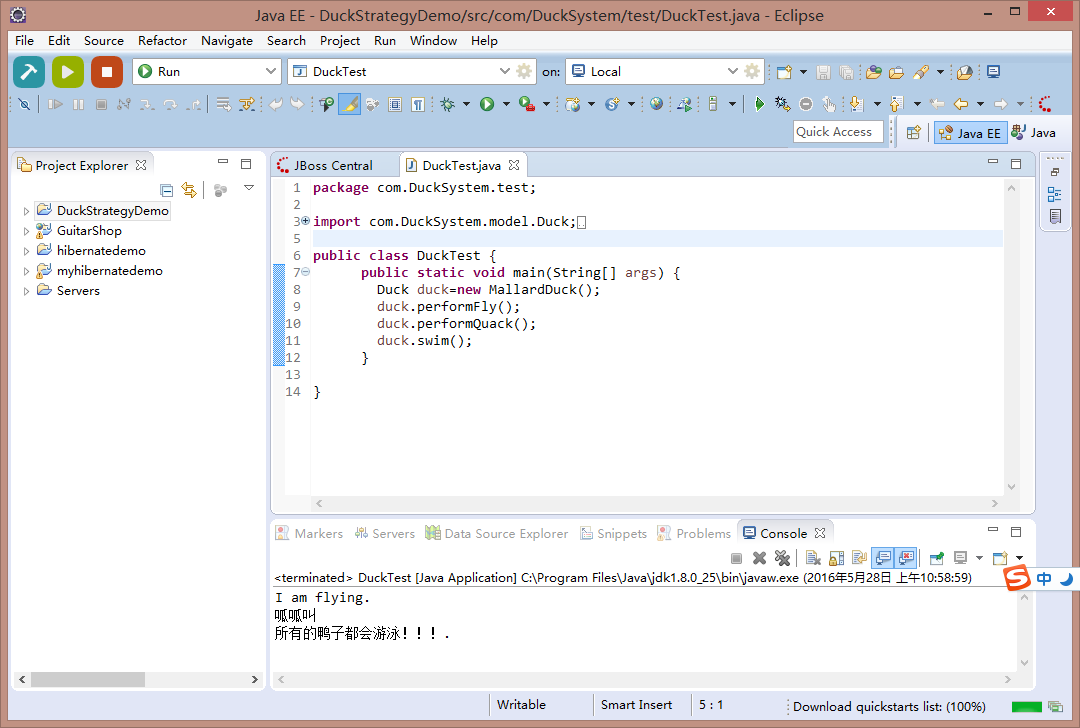 Java EE - DuckStrategyDemo/src/com/DuckSystem/test/DuckTest.java - Eclipse
File Edit Source Refactor Navigate Search Project Run Window Help
Run DuckTest on: Local
Quick Access Java EE Java
Project Explorer
DuckStrategyDemo
GuitarShop
hibernatedemo
myhibernatedemo
Servers
JBoss Central DuckTest.java
1 package com.DuckSystem.test;
2
3 import com.DuckSystem.model.Duck;
5
6 public class DuckTest {
7 public static void main(String[] args) {
8 Duck duck=new MallardDuck();
9 duck.performFly();
10 duck.performQuack();
11 duck.swim();
12 }
13
14 }
Markers Servers Data Source Explorer Snippets Problems Console
<terminated> DuckTest [Java Application] C:\Program Files\Java\jdk1.8.0_25\bin\javaw.exe (2016年5月28日 上午10:58:59)
I am flying.
呱呱叫
所有的鸭子都会游泳！！！.
中
Writable Smart Insert 5 : 1 Download quickstarts list: (100%)